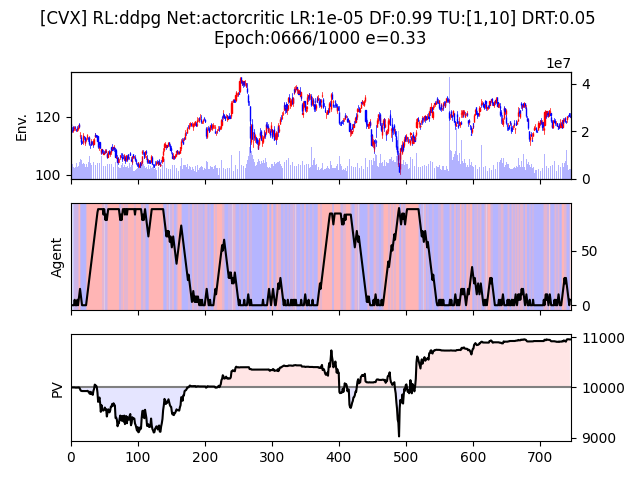 [CVX] RL:ddpg Net:actorcritic LR:1e-05 DF:0.99 TU:[1,10] DRT:0.05
Epoch:0666/1000 e=0.33
1e7
Env.
120
100
4
2
0
Agent
50
0
PV
11000
10000
9000
0 100 200 300 400 500 600 700